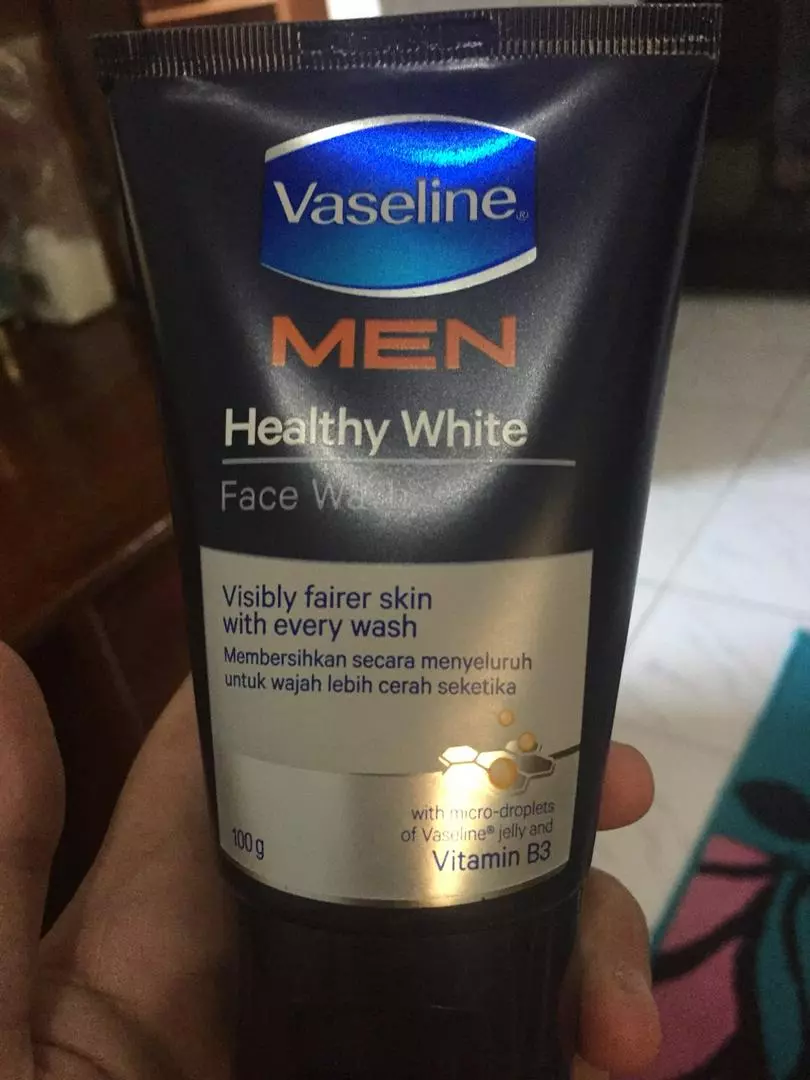 Vaseline®
MEN
Healthy White
Face Wash
Visibly fairer skin
with every wash
Membersihkan secara menyeluruh
untuk wajah lebih cerah seketika
with micro-droplets
of Vaseline® jelly and
Vitamin B3
100g